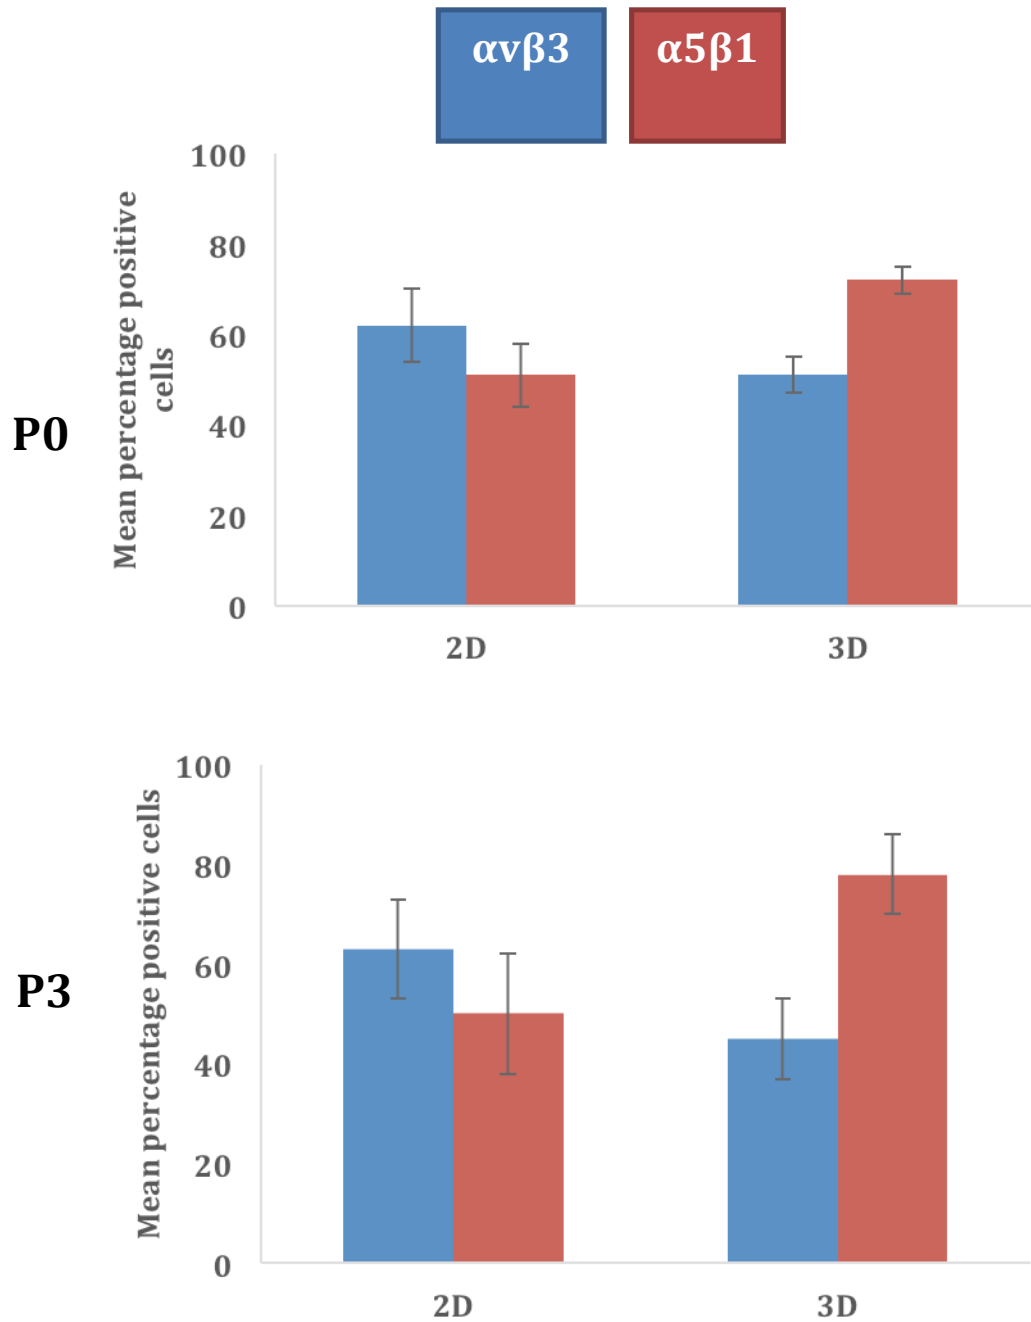 αvβ3
α5β1
P0
Mean percentage positive
cells
100
80
60
40
20
0
2D
3D
P3
Mean percentage positive cells
100
80
60
40
20
0
2D
3D